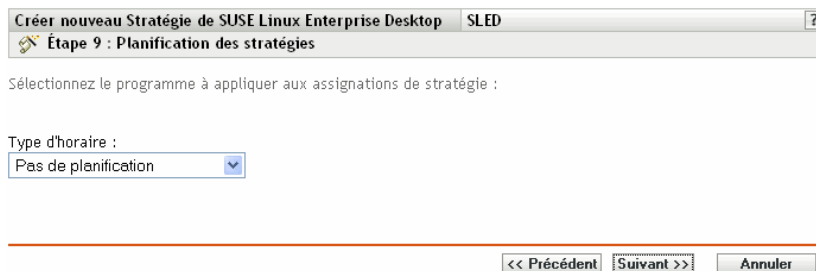 Créer nouveau Stratégie de SUSE Linux Enterprise Desktop SLED ?
Étape 9 : Planification des stratégies
Sélectionnez le programme à appliquer aux assignations de stratégie :
Type d'horaire :
Pas de planification
<< Précédent Suivant >> Annuler